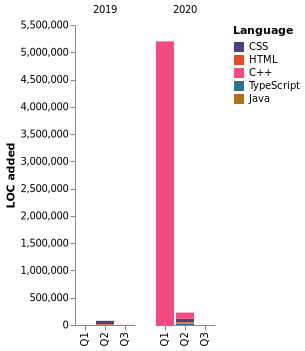 2019 2020
Language
CSS
HTML
C++
TypeScript
Java
LOC added
5,500,000
5,000,000
4,500,000
4,000,000
3,500,000
3,000,000
2,500,000
2,000,000
1,500,000
1,000,000
500,000
0
Q1 Q2 Q3 Q1 Q2 Q3